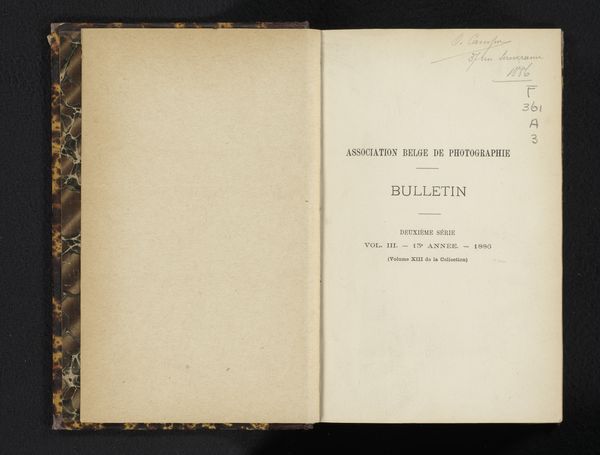 1886
F
361
A
3
ASSOCIATION BELGE DE PHOTOGRAPHIE
BULLETIN
DEUXIÈME SÉRIE
VOL. III. — 13e ANNÉE. — 1886
(Volume XIII de la Collection)